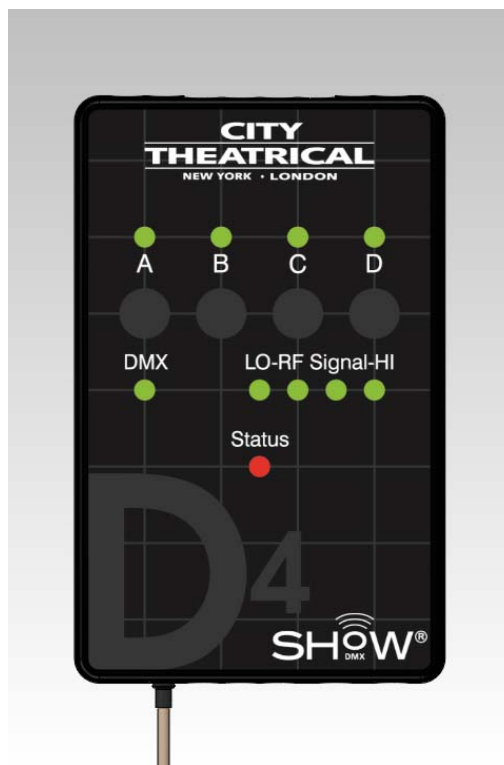 CITY
THEATRICAL
NEW YORK • LONDON
A B C D
DMX LO-RF Signal-HI
Status
D4
SHoW®
DMX